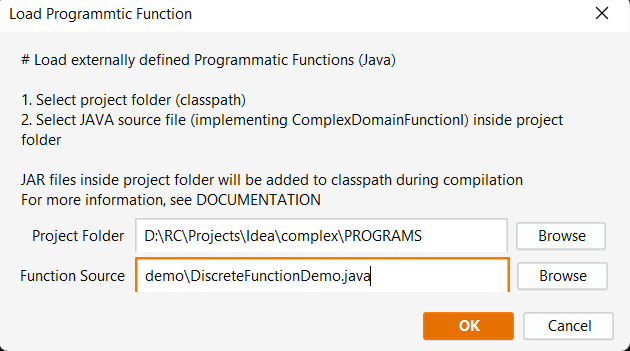 Load Programmtic Function
# Load externally defined Programmatic Functions (Java)
1. Select project folder (classpath)
2. Select JAVA source file (implementing ComplexDomainFunctionI) inside project
folder
JAR files inside project folder will be added to classpath during compilation
For more information, see DOCUMENTATION
Project Folder D:\RC\Projects\Idea\complex\PROGRAMS Browse
Function Source demo\DiscreteFunctionDemo.java Browse
OK Cancel